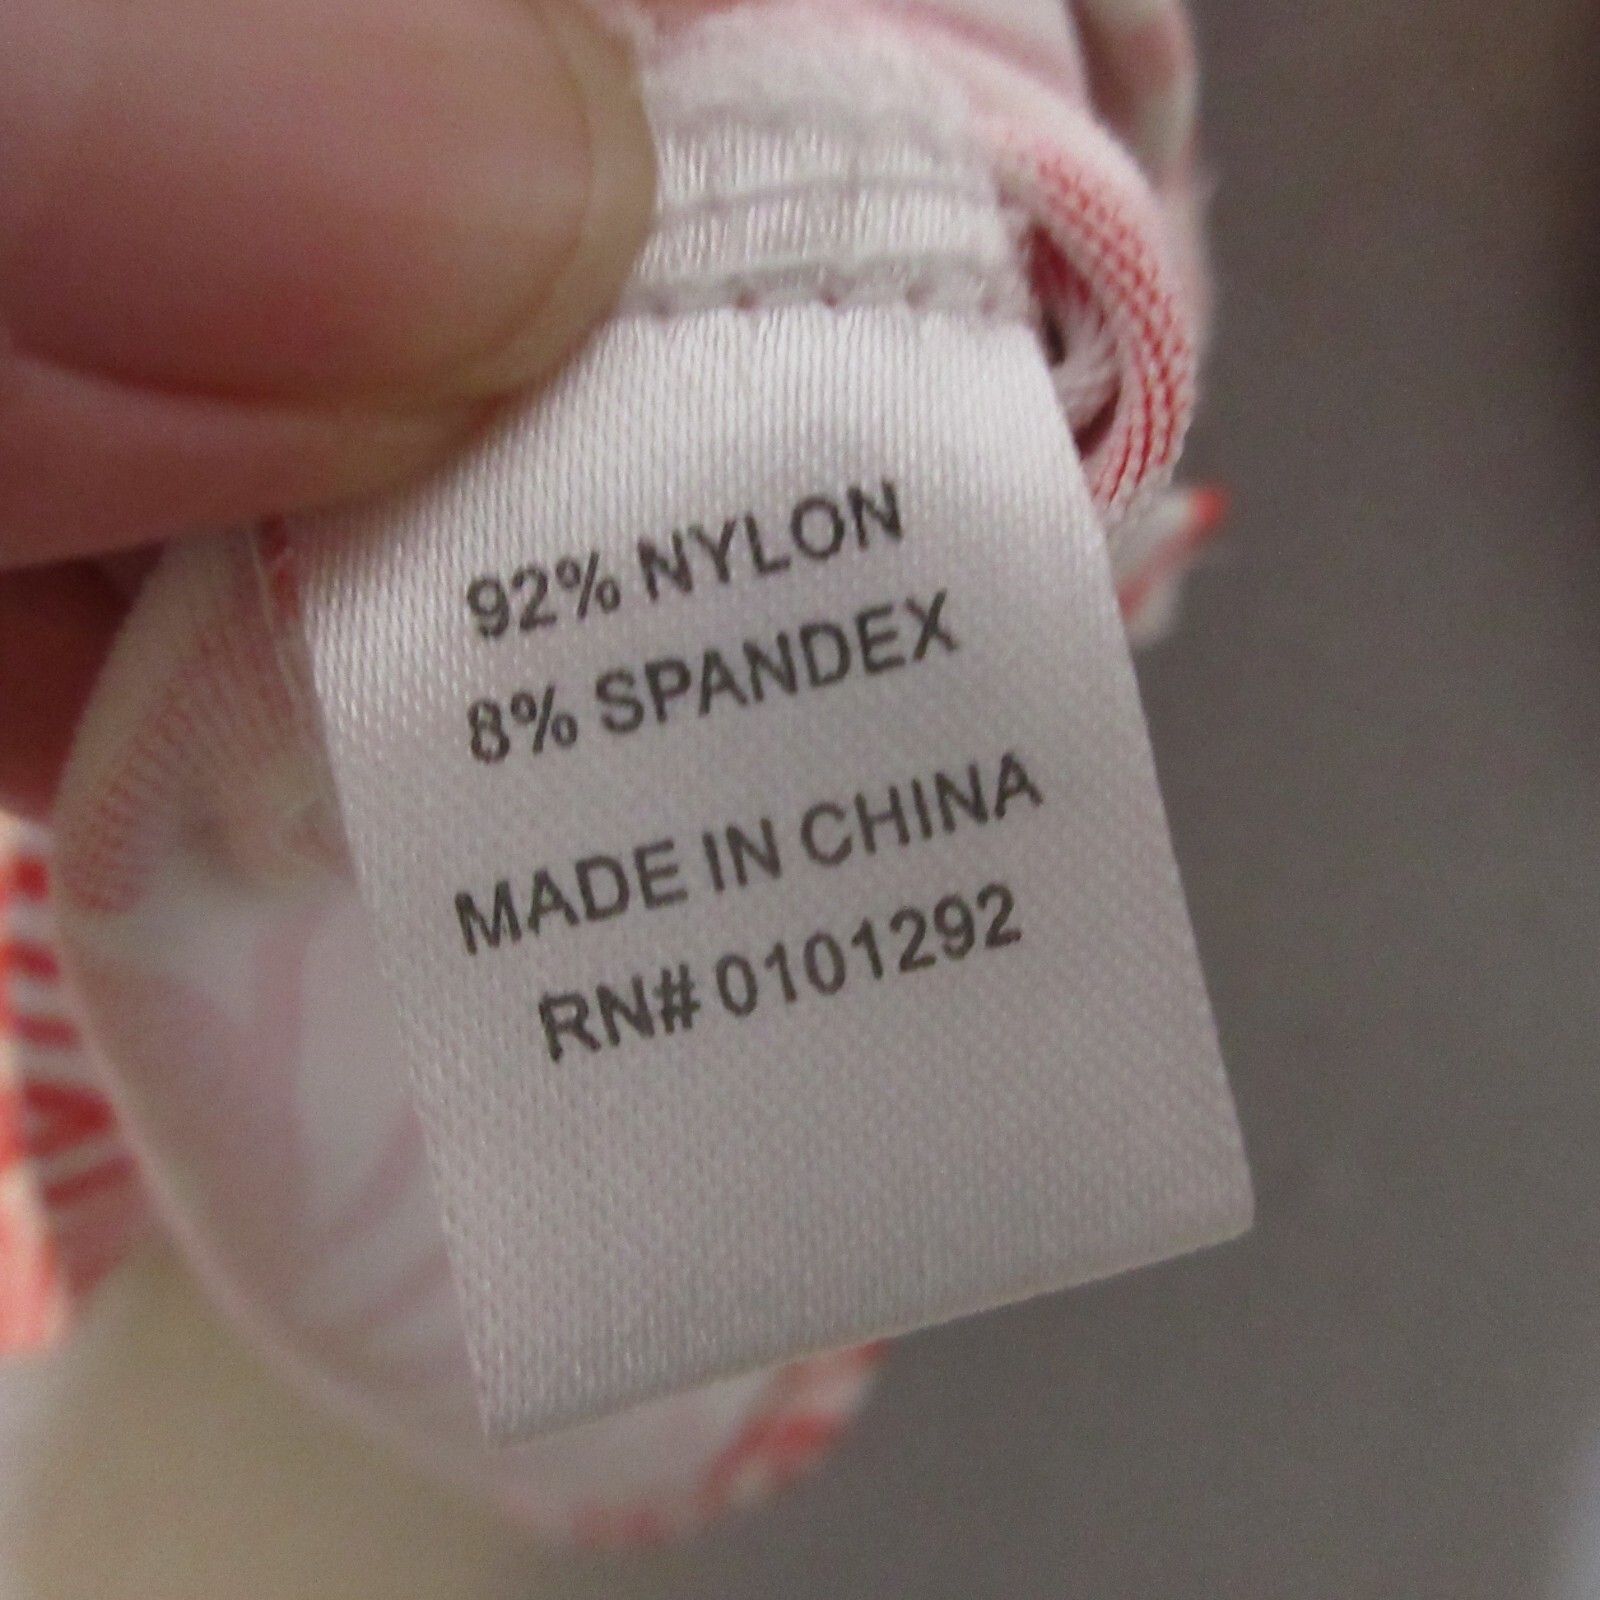 92% NYLON
8% SPANDEX
MADE IN CHINA
RN# 0101292